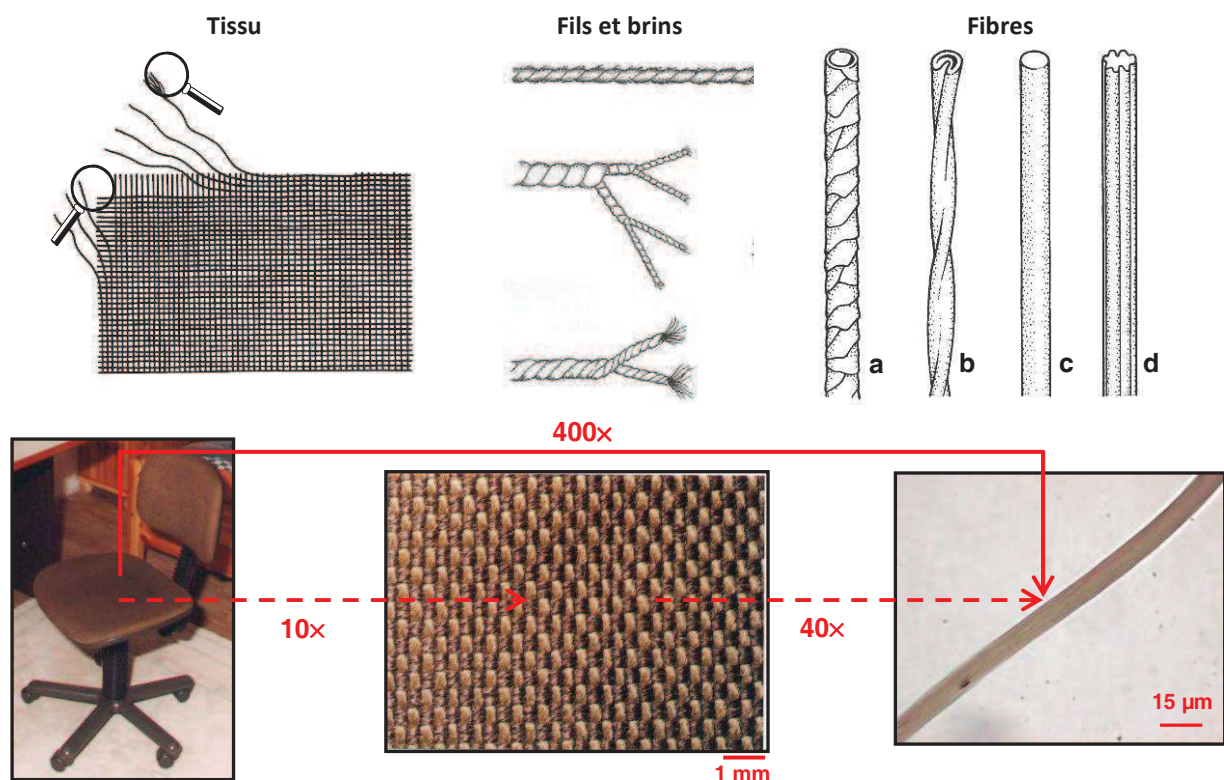 Tissu
Fils et brins
Fibres
a
b
c
d
400×
10×
40×
15 µm
1 mm